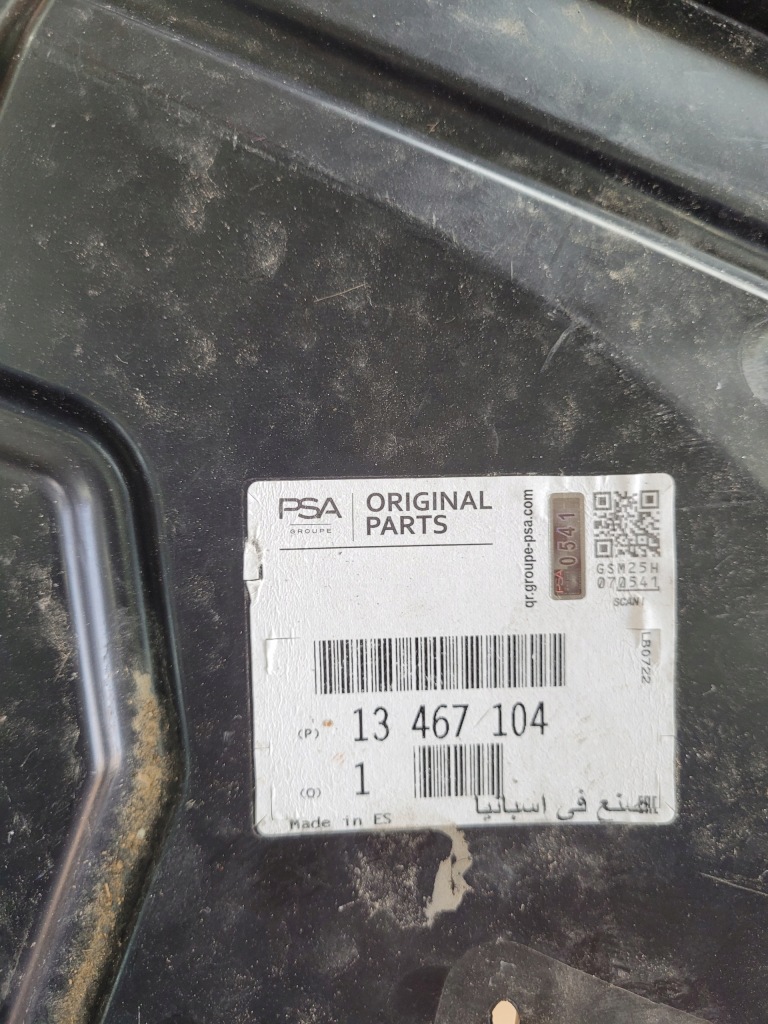 PSA
GROUPE
ORIGINAL
PARTS
qr.groupe-psa.com
PSA 0541
GSM25H
070541
SCAN!
LB0722
(P) 13 467 104
(Q) 1
Made in ES
صنع في اسبانيا
EAC